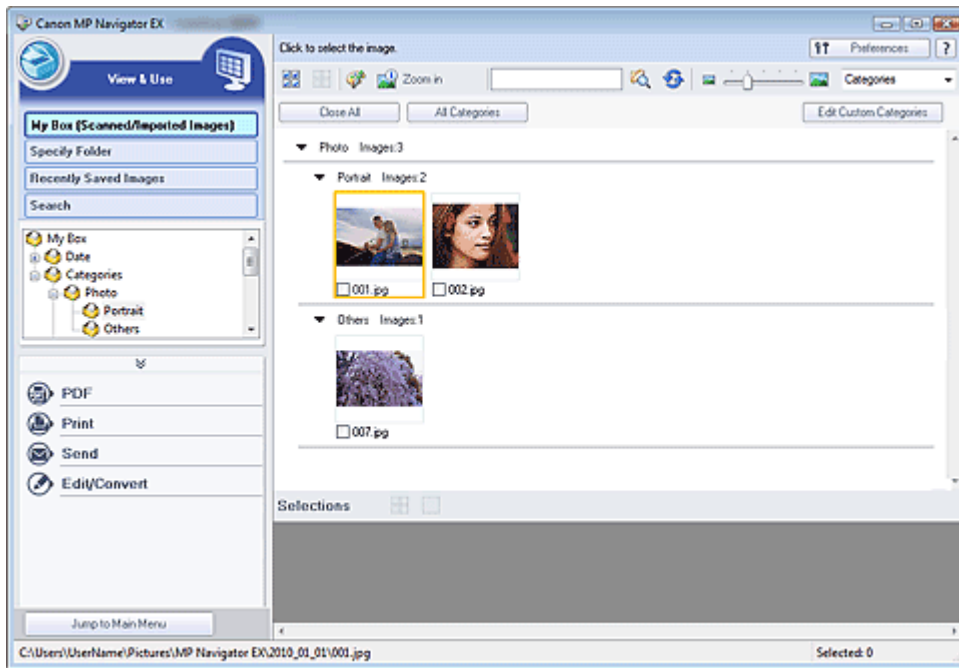 Canon MP Navigator EX
View & Use
My Box (Scanned/Imported Images)
Specify Folder
Recently Saved Images
Search
My Box
Date
Categories
Photo
Portrait
Others
PDF
Print
Send
Edit/Convert
Jump to Main Menu
Click to select the image.
Preferences
?
Zoom in
Categories
Close All
All Categories
Edit Custom Categories
Photo Images:3
Portrait Images:2
001.jpg
002.jpg
Others Images:1
007.jpg
Selections
C:\Users\UserName\Pictures\MP Navigator EX\2010_01_01\001.jpg
Selected: 0